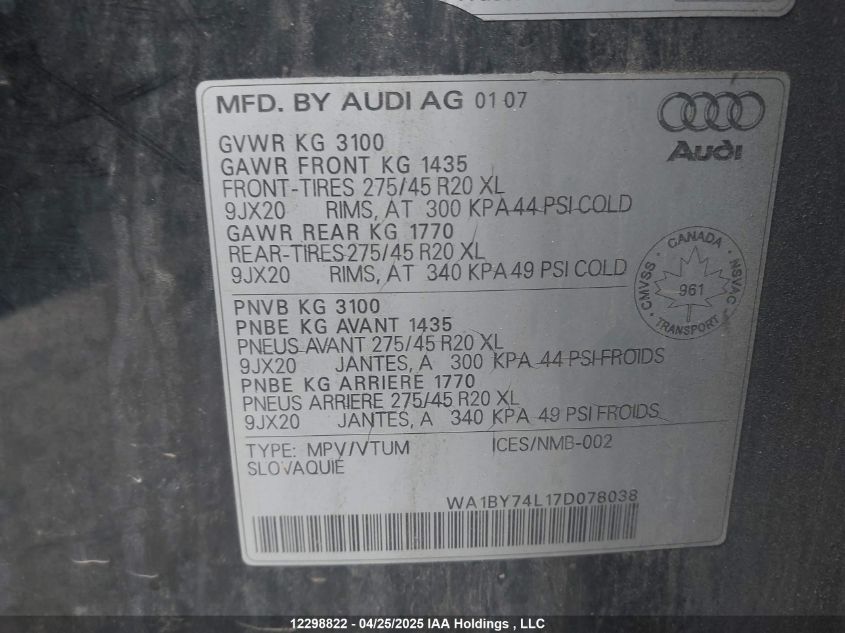 MFD. BY AUDI AG 01 07
Audi
GVWR KG 3100
GAWR FRONT KG 1435
FRONT-TIRES 275/45 R20 XL
9JX20 RIMS, AT 300 KPA 44 PSI COLD
GAWR REAR KG 1770
REAR-TIRES 275/45 R20 XL
9JX20 RIMS, AT 340 KPA 49 PSI COLD
CANADA
CMVSS 961 NSVAC
TRANSPORT
PNVB KG 3100
PNBE KG AVANT 1435
PNEUS AVANT 275/45 R20 XL
9JX20 JANTES, A 300 KPA 44 PSI FROIDS
PNBE KG ARRIERE 1770
PNEUS ARRIERE 275/45 R20 XL
9JX20 JANTES, A 340 KPA 49 PSI FROIDS
TYPE: MPV/VTUM ICES/NMB-002
SLOVAQUIE
WA1BY74L17D078038
12298822 - 04/25/2025 IAA Holdings, LLC